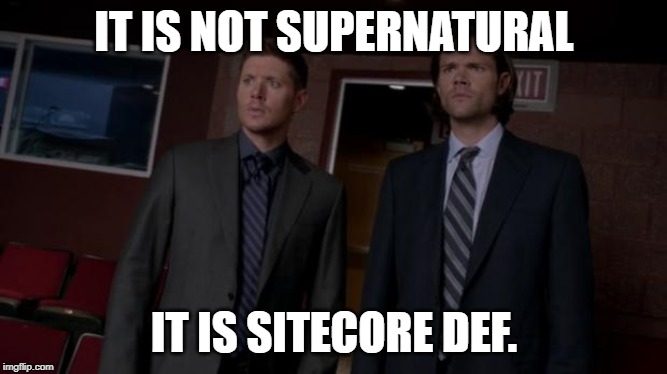 IT IS NOT SUPERNATURAL
EXIT
IT IS SITECORE DEF.
imgflip.com